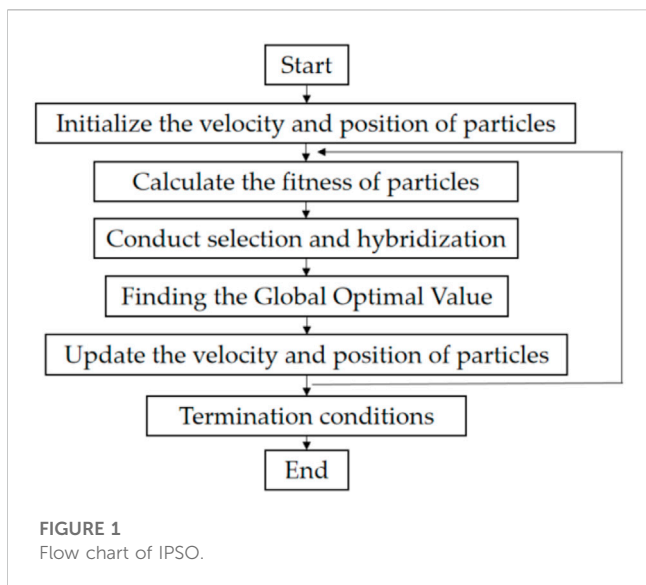 Start
Initialize the velocity and position of particles
Calculate the fitness of particles
Conduct selection and hybridization
Finding the Global Optimal Value
Update the velocity and position of particles
Termination conditions
End
FIGURE 1
Flow chart of IPSO.